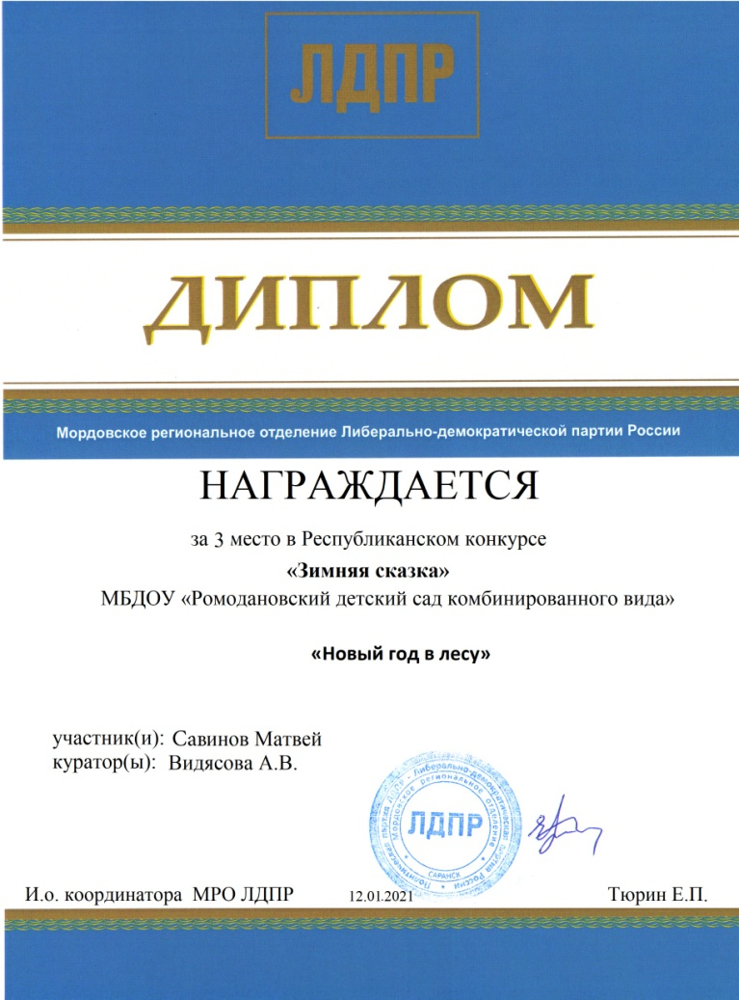 ЛДПР
ДИПЛОМ
Мордовское региональное отделение Либерально-демократической партии России
НАГРАЖДАЕТСЯ
за 3 место в Республиканском конкурсе
«Зимняя сказка»
МБДОУ «Ромодановский детский сад комбинированного вида»
«Новый год в лесу»
участник(и): Савинов Матвей
куратор(ы): Видясова А.В.
Политическая партия ЛДПР - Либерально-демократическая партия России
Мордовское региональное отделение
ЛДПР
САРАНСК
И.о. координатора МРО ЛДПР 12.01.2021 Тюрин Е.П.